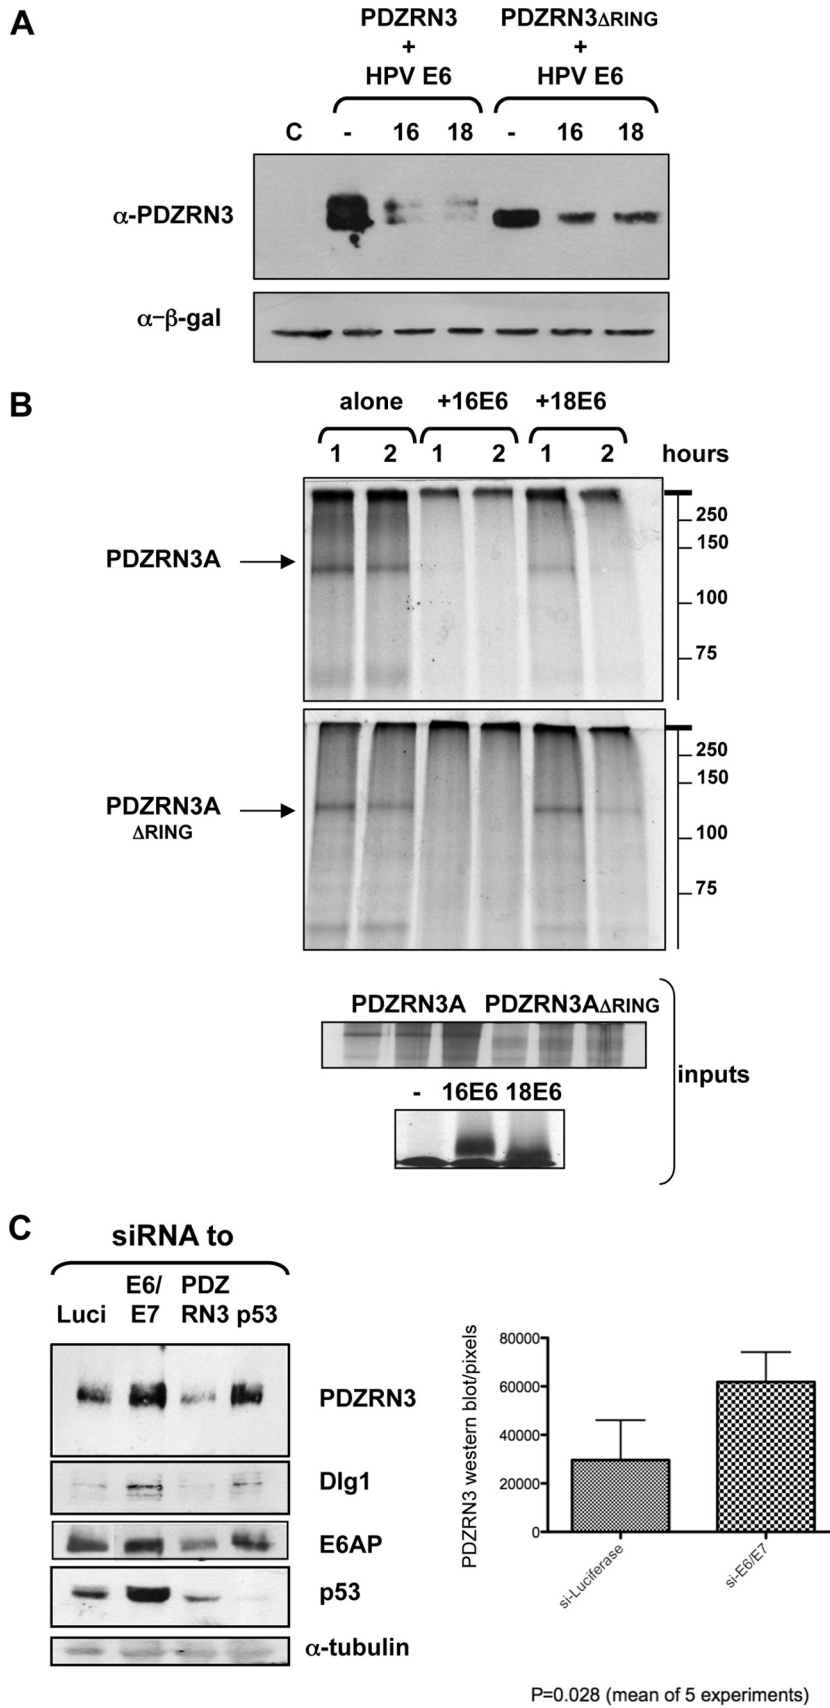 A
PDZRN3 PDZRN3ΔRING
+ +
HPV E6 HPV E6
C - 16 18 - 16 18
α-PDZRN3
α-β-gal
B
alone +16E6 +18E6
1 2 1 2 1 2 hours
250
150
PDZRN3A
100
75
250
150
PDZRN3A
ΔRING
100
75
PDZRN3A PDZRN3AΔRING
inputs
- 16E6 18E6
C
siRNA to
E6/ PDZ
Luci E7 RN3 p53
PDZRN3
Dlg1
E6AP
p53
α-tubulin
PDZRN3 western blot/pixels
80000
60000
40000
20000
0
si-Luciferase
si-E6/E7
P=0.028 (mean of 5 experiments)